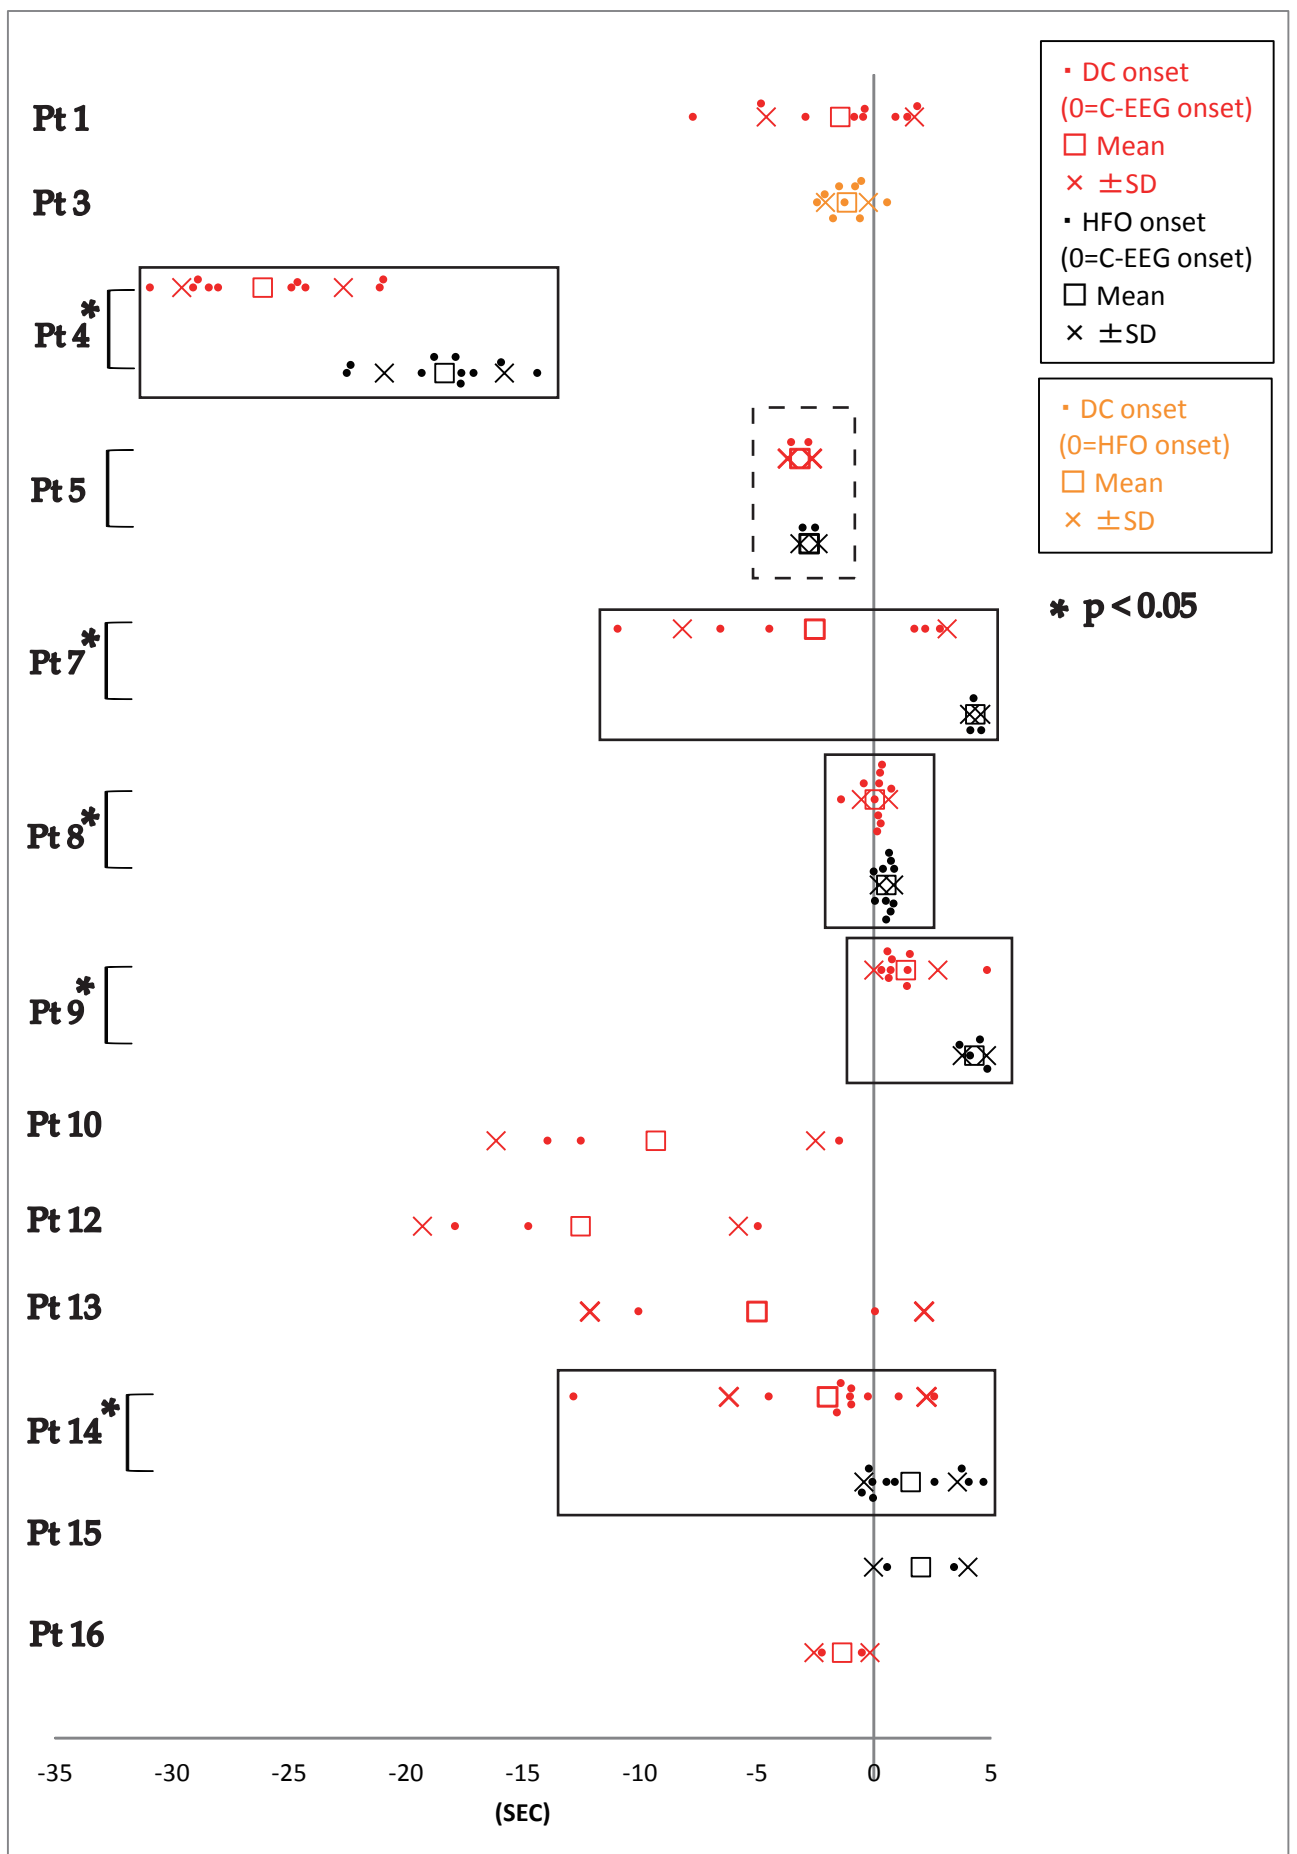 ▪ DC onset
(0=C-EEG onset)
□ Mean
× ±SD
▪ HFO onset
(0=C-EEG onset)
□ Mean
× ±SD
▪ DC onset
(0=HFO onset)
□ Mean
× ±SD
* p < 0.05
Pt 1
Pt 3
Pt 4*
Pt 5
Pt 7*
Pt 8*
Pt 9*
Pt 10
Pt 12
Pt 13
Pt 14*
Pt 15
Pt 16
-35 -30 -25 -20 -15 -10 -5 0 5
(SEC)